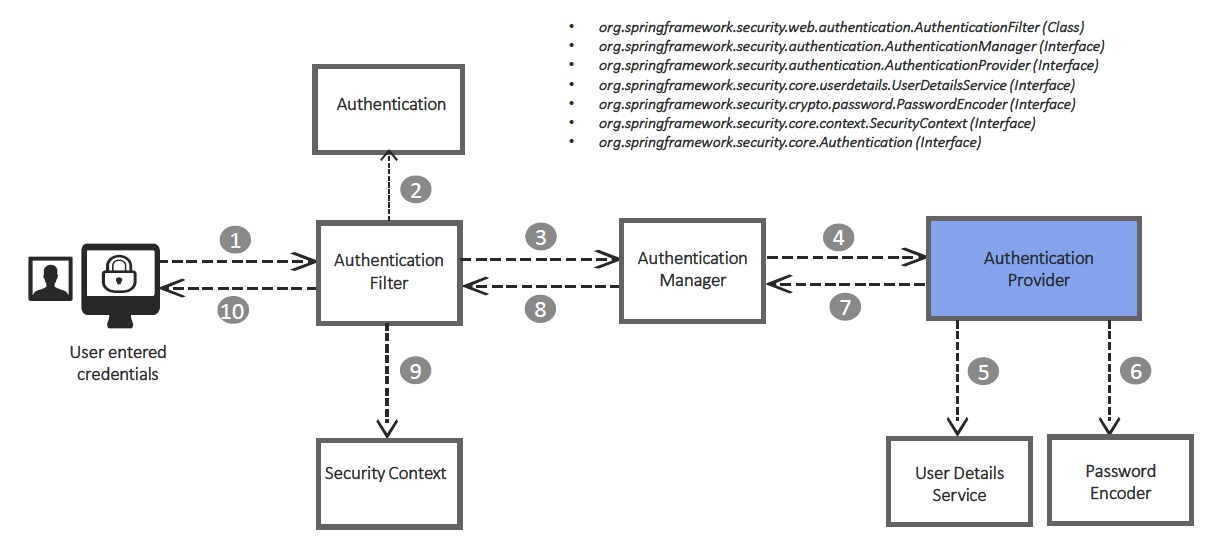 • org.springframework.security.web.authentication.AuthenticationFilter (Class)
• org.springframework.security.authentication.AuthenticationManager (Interface)
• org.springframework.security.authentication.AuthenticationProvider (Interface)
• org.springframework.security.core.userdetails.UserDetailsService (Interface)
• org.springframework.security.crypto.password.PasswordEncoder (Interface)
• org.springframework.security.core.context.SecurityContext (Interface)
• org.springframework.security.core.Authentication (Interface)
Authentication
2
1
3
4
Authentication
Filter
Authentication
Manager
Authentication
Provider
10
8
7
User entered
credentials
9
5
6
Security Context
User Details
Service
Password
Encoder